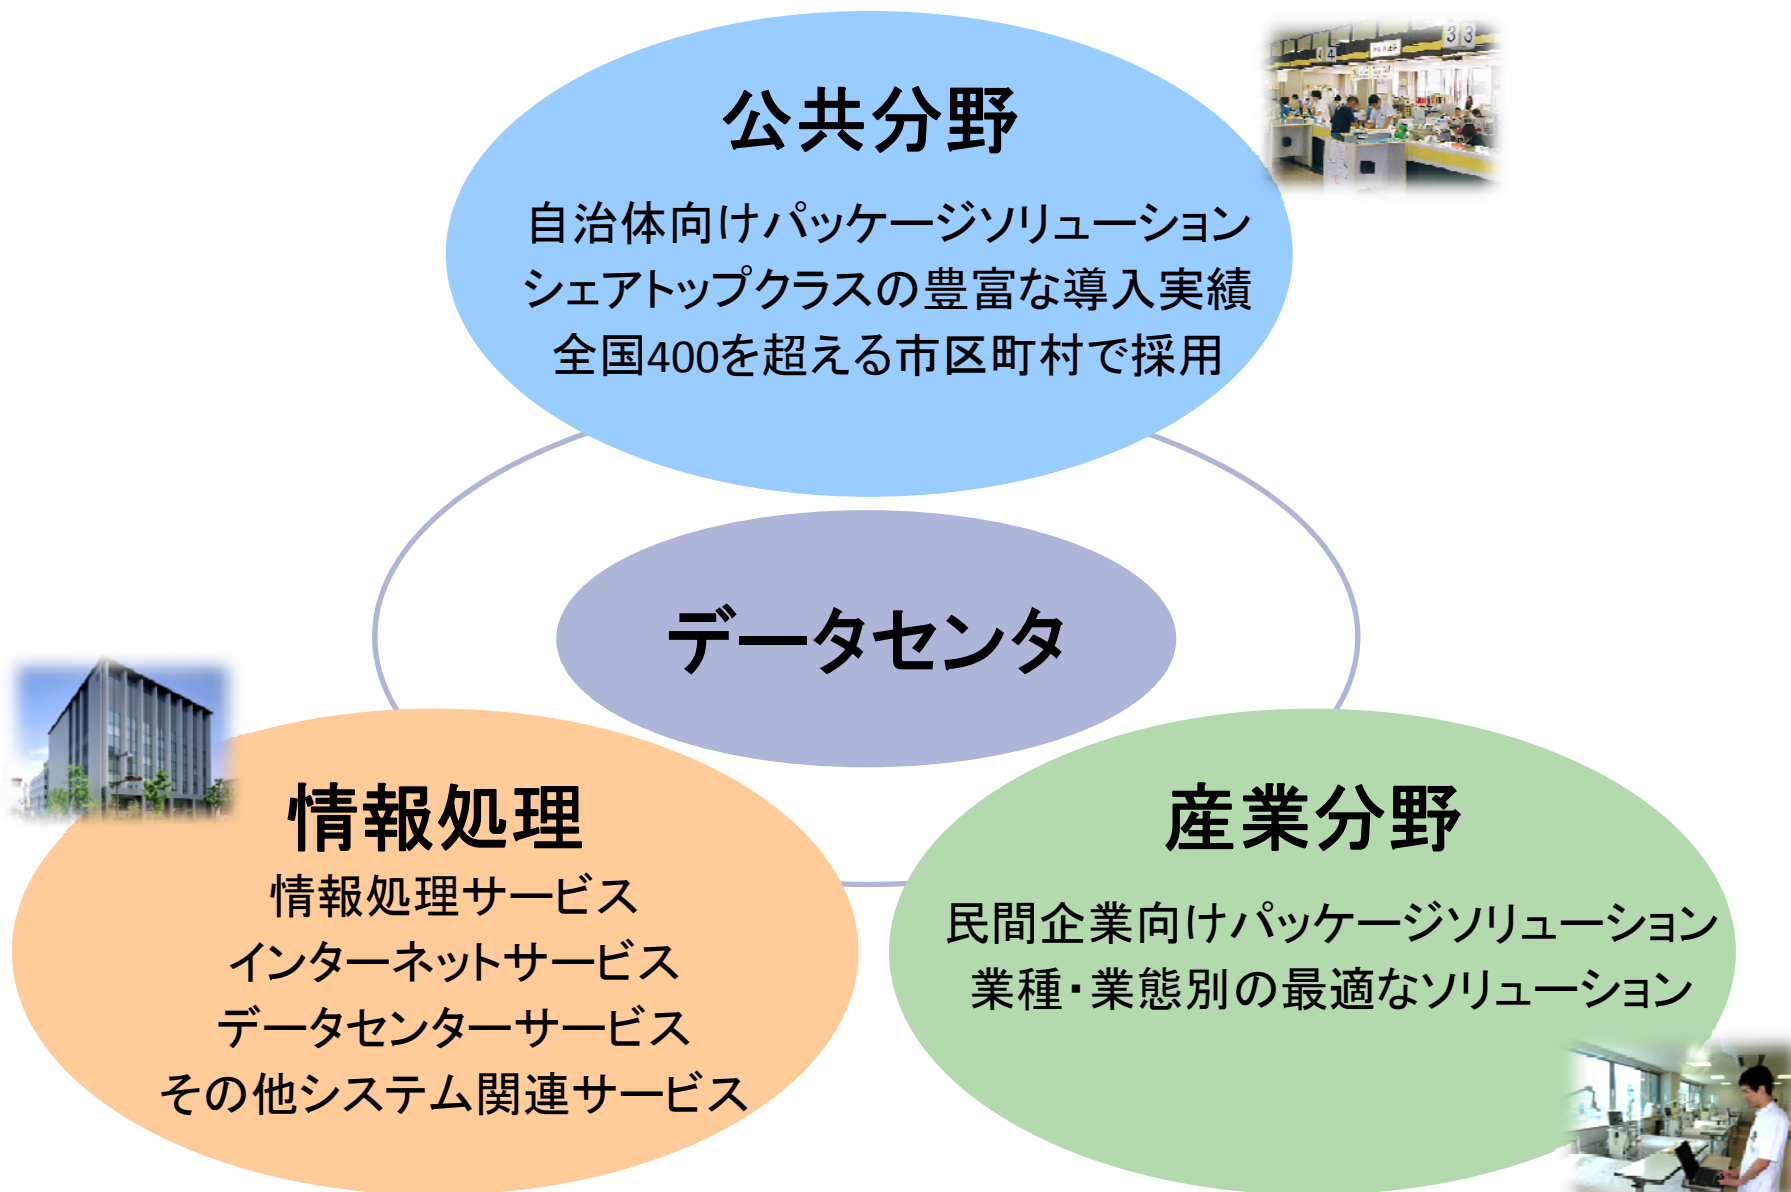 公共分野
自治体向けパッケージソリューション
シェアトップクラスの豊富な導入実績
全国400を超える市区町村で採用
33
データセンタ
情報処理
情報処理サービス
インターネットサービス
データセンターサービス
その他システム関連サービス
産業分野
民間企業向けパッケージソリューション
業種・業態別の最適なソリューション